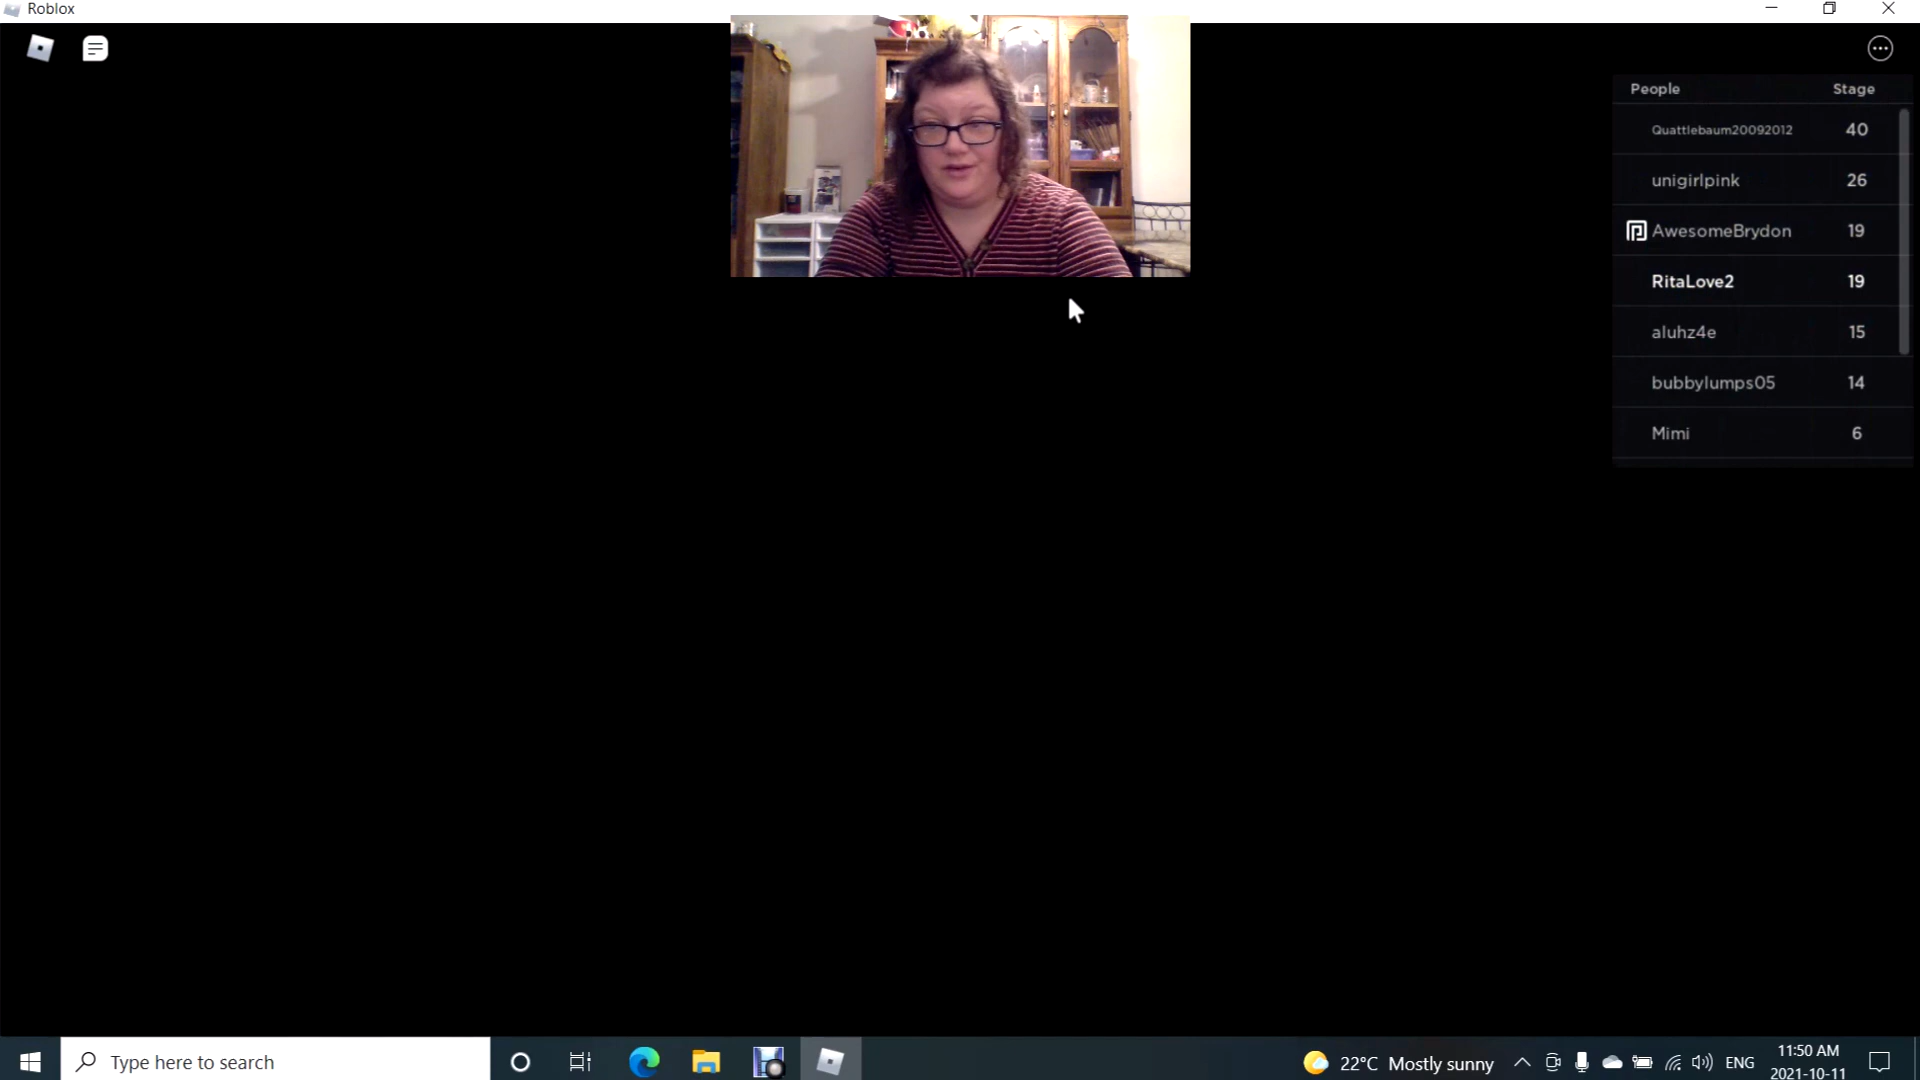 Roblox
People Stage
Quattlebaum20092012 40
unigirlpink 26
AwesomeBrydon 19
RitaLove2 19
aluhz4e 15
bubbylumps05 14
Mimi 6
Type here to search
22°C Mostly sunny
ENG
11:50 AM
2021-10-11